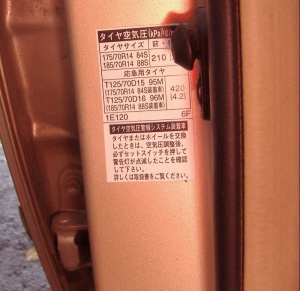 タイヤ空気圧(kPa)
タイヤサイズ 前・
175/70R14 84S 210
185/70R14 88S
応急用タイヤ
T125/70D15 95M
(175/70R14 84S装着車) 420
T125/70D16 96M (4.2)
(185/70R14 88S装着車)
1E120 6F
タイヤ空気圧警報システム装着車
タイヤまたはホイールを交換
したときは、空気圧調整後、
必ずセットスイッチを押して
警告灯が点滅したことを確認
して下さい。
詳しくは取扱書をご覧ください。